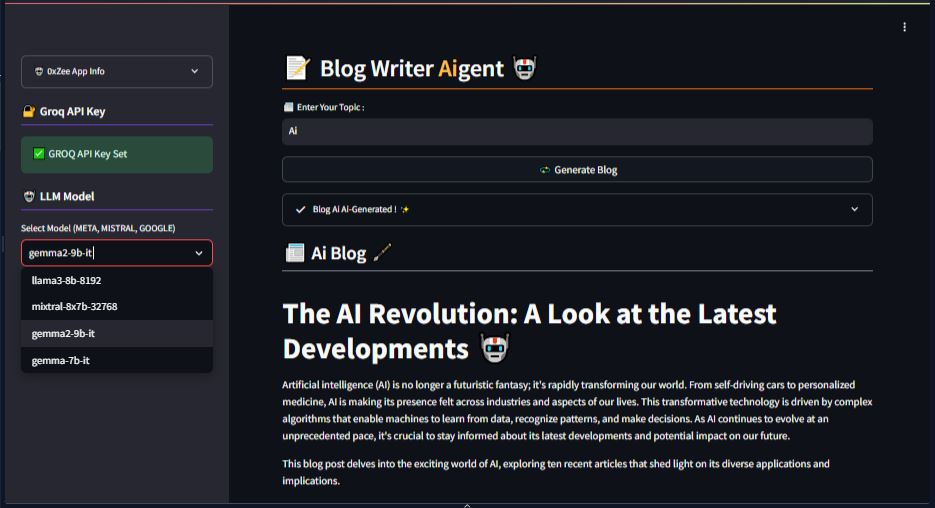 0xZee App Info
Groq API Key
GROQ API Key Set
LLM Model
Select Model (META, MISTRAL, GOOGLE)
gemma2-9b-it
llama3-8b-8192
mixtral-8x7b-32768
gemma2-9b-it
gemma-7b-it
Blog Writer Aigent
Enter Your Topic :
Ai
Generate Blog
Blog Ai Ai-Generated !
Ai Blog
The AI Revolution: A Look at the Latest
Developments
Artificial intelligence (AI) is no longer a futuristic fantasy; it's rapidly transforming our world. From self-driving cars to personalized
medicine, AI is making its presence felt across industries and aspects of our lives. This transformative technology is driven by complex
algorithms that enable machines to learn from data, recognize patterns, and make decisions. As AI continues to evolve at an
unprecedented pace, it's crucial to stay informed about its latest developments and potential impact on our future.
This blog post delves into the exciting world of AI, exploring ten recent articles that shed light on its diverse applications and
implications.